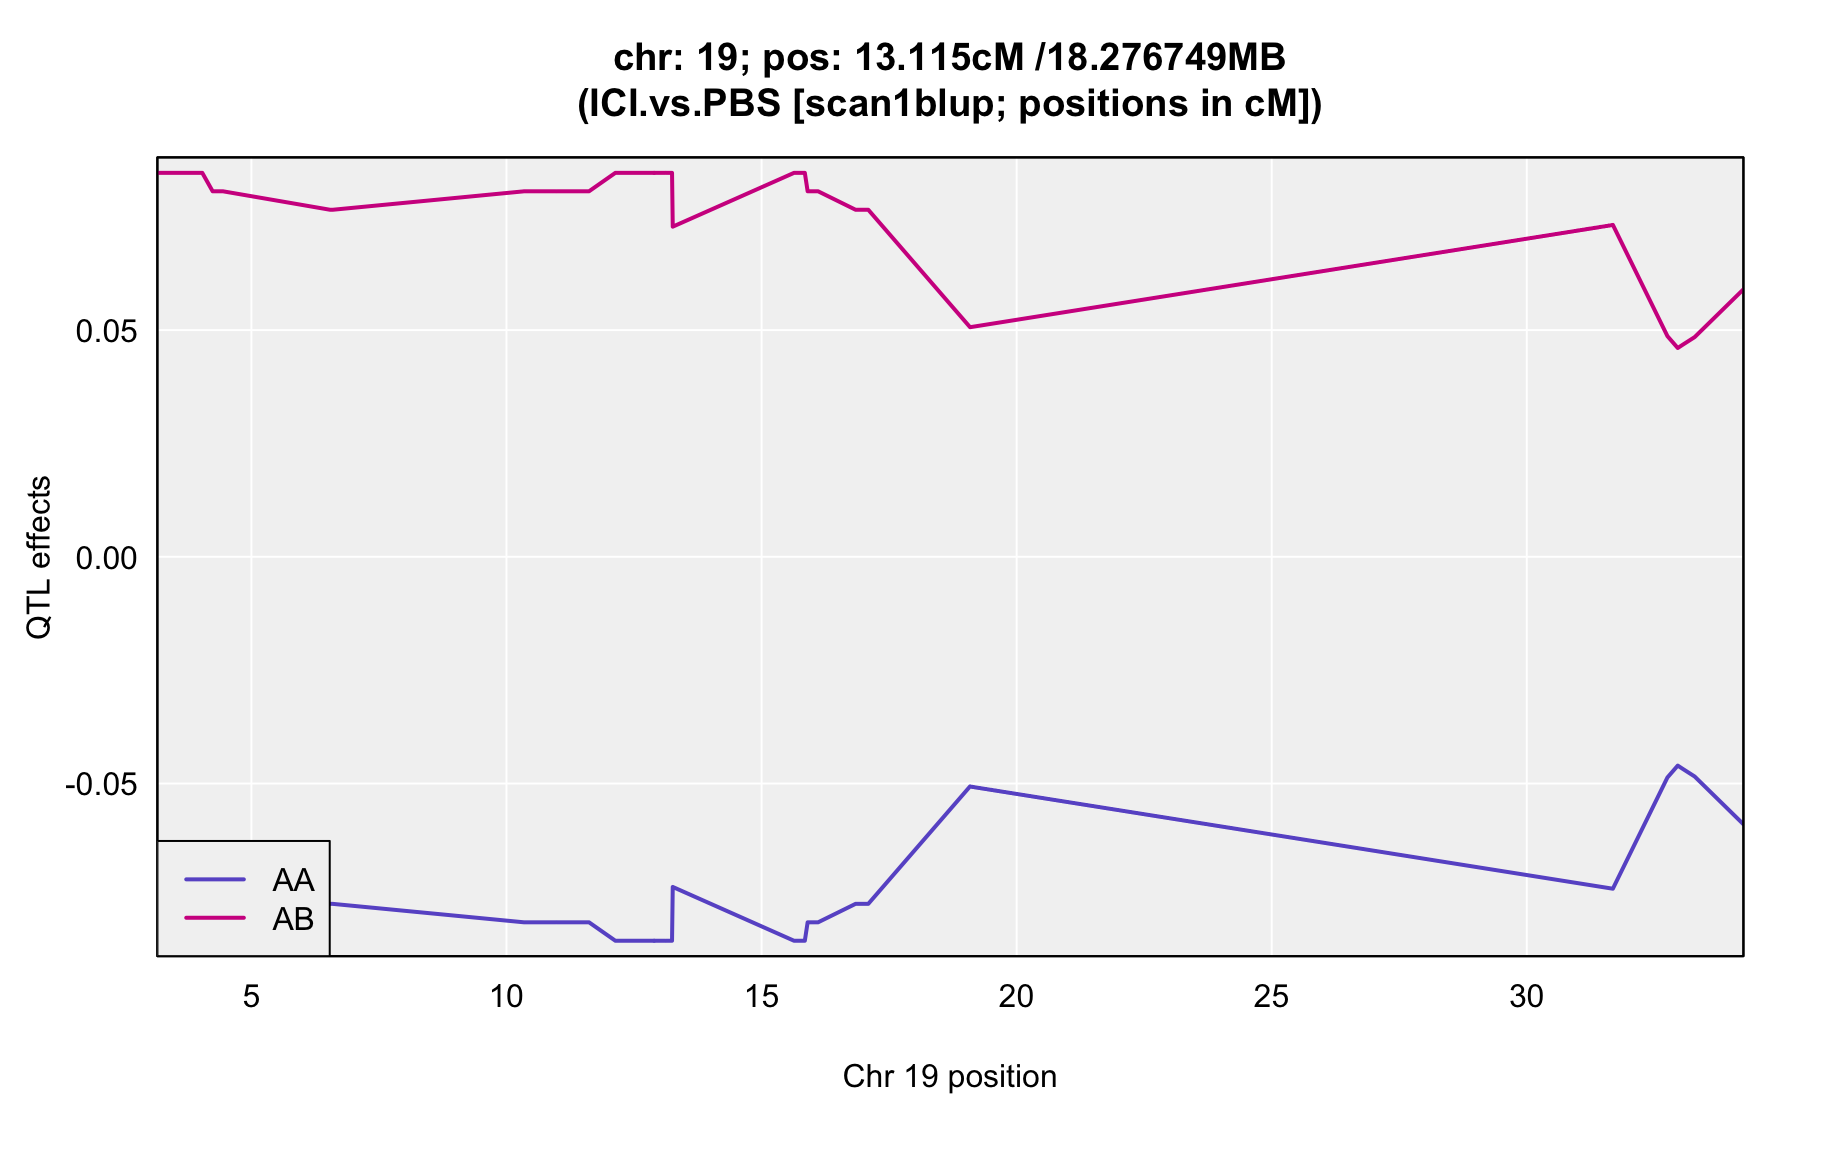 chr: 19; pos: 13.115cM /18.276749MB
(ICI.vs.PBS [scan1blup; positions in cM])
QTL effects
0.05
0.00
-0.05
AA
AB
5 10 15 20 25 30
Chr 19 position